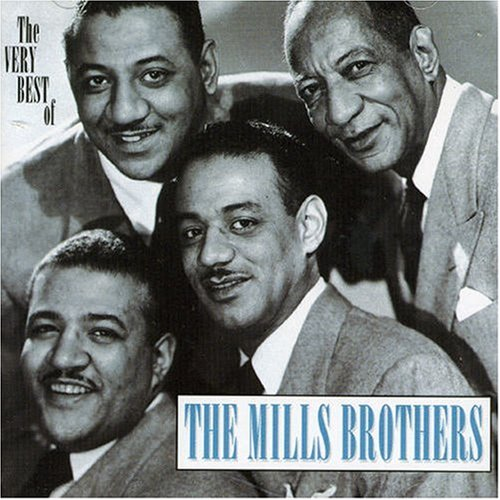 The
VERY
BEST
of
THE MILLS BROTHERS